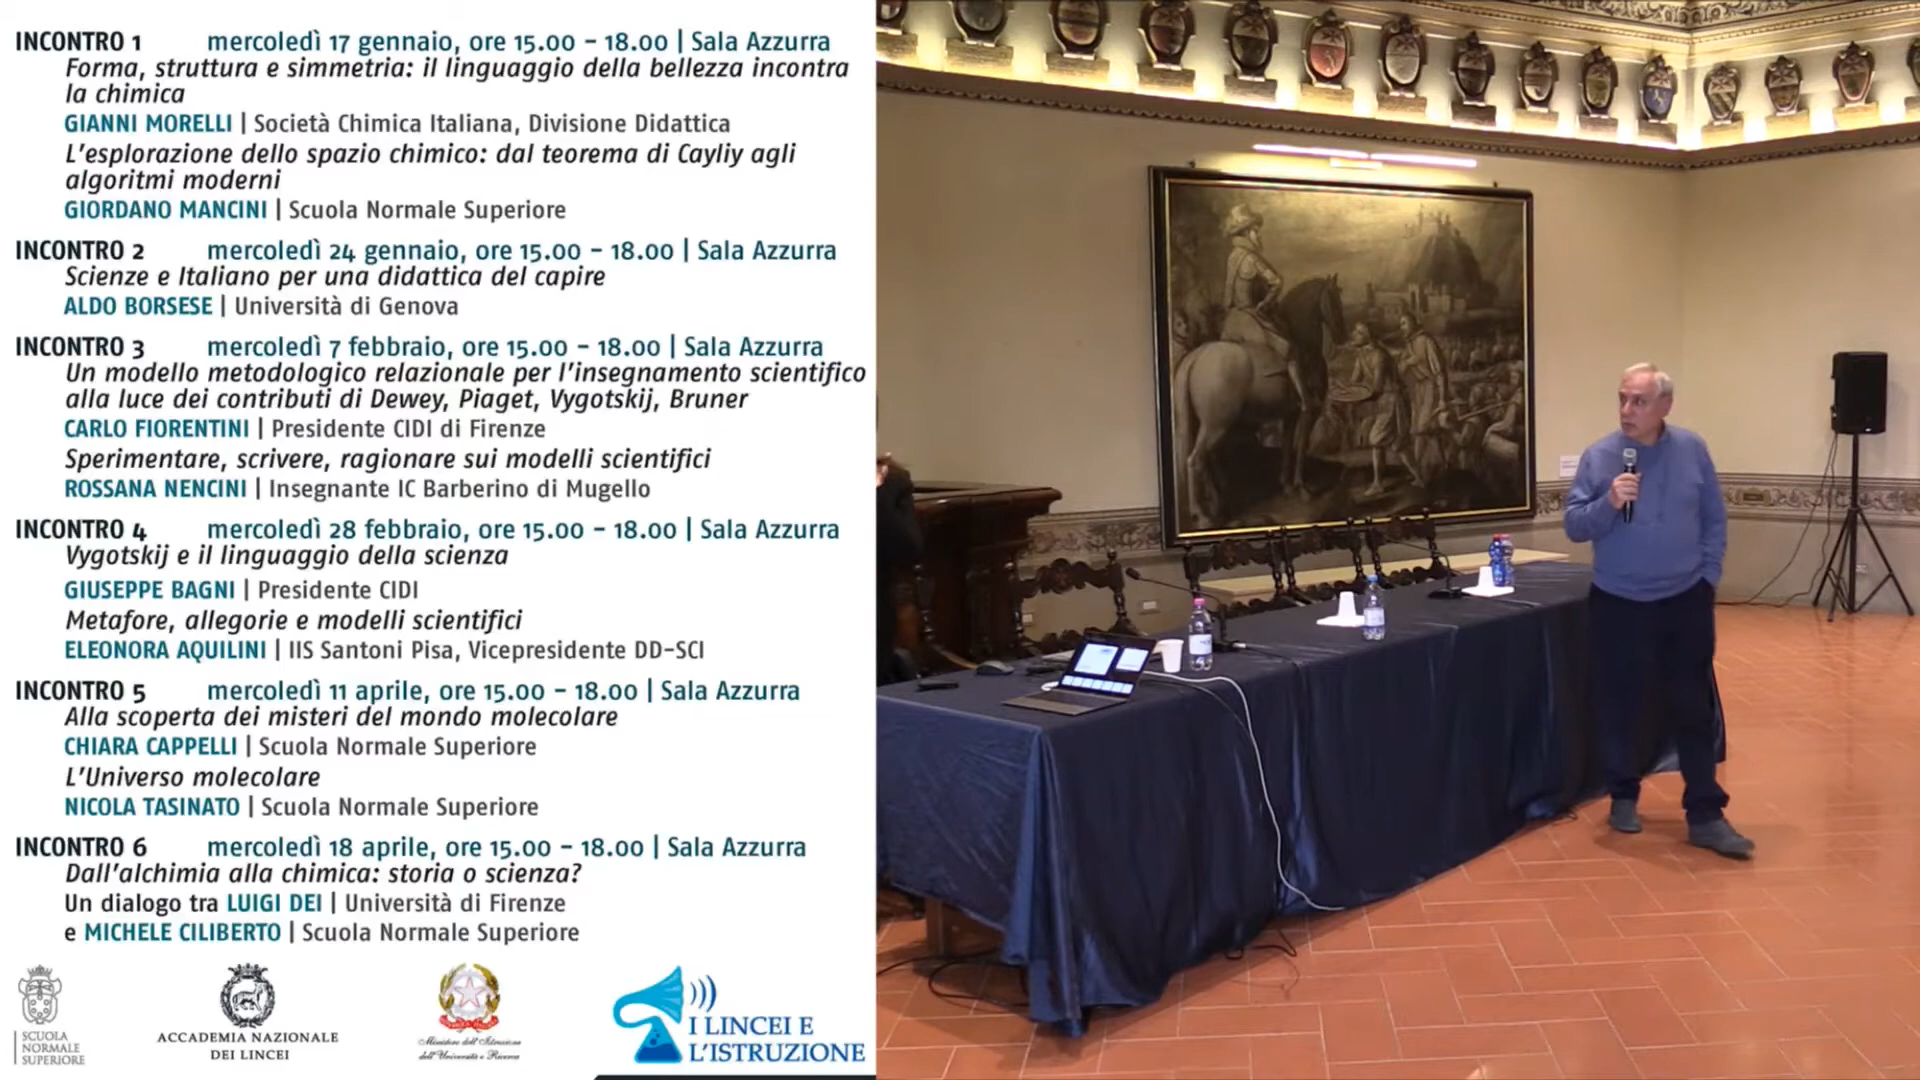 INCONTRO 1 mercoledì 17 gennaio, ore 15.00 – 18.00 | Sala Azzurra
Forma, struttura e simmetria: il linguaggio della bellezza incontra
la chimica
GIANNI MORELLI | Società Chimica Italiana, Divisione Didattica
L'esplorazione dello spazio chimico: dal teorema di Cayliy agli
algoritmi moderni
GIORDANO MANCINI | Scuola Normale Superiore
INCONTRO 2 mercoledì 24 gennaio, ore 15.00 – 18.00 | Sala Azzurra
Scienze e Italiano per una didattica del capire
ALDO BORSESE | Università di Genova
INCONTRO 3 mercoledì 7 febbraio, ore 15.00 – 18.00 | Sala Azzurra
Un modello metodologico relazionale per l'insegnamento scientifico
alla luce dei contributi di Dewey, Piaget, Vygotskij, Bruner
CARLO FIORENTINI | Presidente CIDI di Firenze
Sperimentare, scrivere, ragionare sui modelli scientifici
ROSSANA NENCINI | Insegnante IC Barberino di Mugello
INCONTRO 4 mercoledì 28 febbraio, ore 15.00 – 18.00 | Sala Azzurra
Vygotskij e il linguaggio della scienza
GIUSEPPE BAGNI | Presidente CIDI
Metafore, allegorie e modelli scientifici
ELEONORA AQUILINI | IIS Santoni Pisa, Vicepresidente DD-SCI
INCONTRO 5 mercoledì 11 aprile, ore 15.00 – 18.00 | Sala Azzurra
Alla scoperta dei misteri del mondo molecolare
CHIARA CAPPELLI | Scuola Normale Superiore
L'Universo molecolare
NICOLA TASINATO | Scuola Normale Superiore
INCONTRO 6 mercoledì 18 aprile, ore 15.00 – 18.00 | Sala Azzurra
Dall'alchimia alla chimica: storia o scienza?
Un dialogo tra LUIGI DEI | Università di Firenze
e MICHELE CILIBERTO | Scuola Normale Superiore
SCUOLA
NORMALE
SUPERIORE
ACCADEMIA NAZIONALE
DEI LINCEI
Ministero dell'Istruzione
dell'Università e Ricerca
I LINCEI E
L'ISTRUZIONE